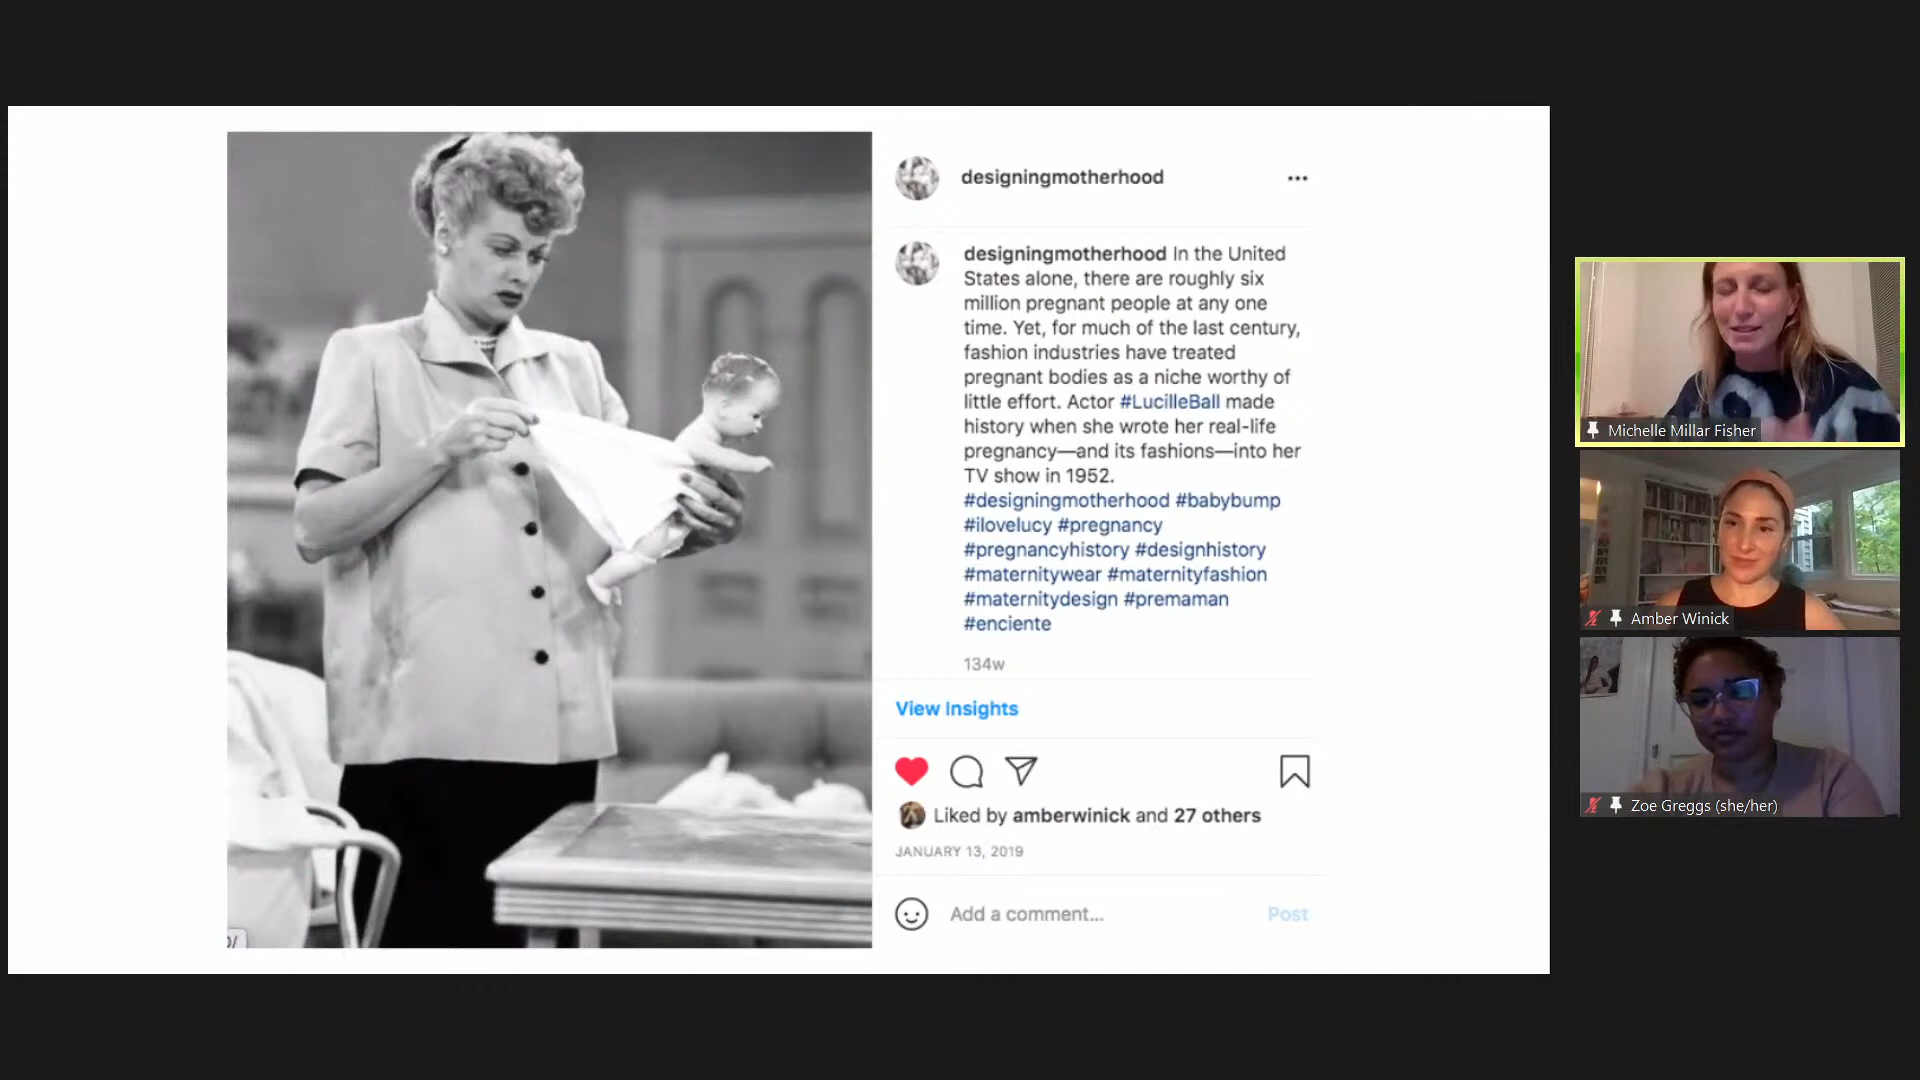 designingmotherhood
designingmotherhood In the United
States alone, there are roughly six
million pregnant people at any one
time. Yet, for much of the last century,
fashion industries have treated
pregnant bodies as a niche worthy of
little effort. Actor #LucilleBall made
history when she wrote her real-life
pregnancy—and its fashions—into her
TV show in 1952.
#designingmotherhood #babybump
#ilovelucy #pregnancy
#pregnancyhistory #designhistory
#maternitywear #maternityfashion
#maternitydesign #premaman
#enciente
134w
View Insights
Liked by amberwinick and 27 others
JANUARY 13, 2019
Add a comment...
Post
Michelle Millar Fisher
Amber Winick
Zoe Greggs (she/her)